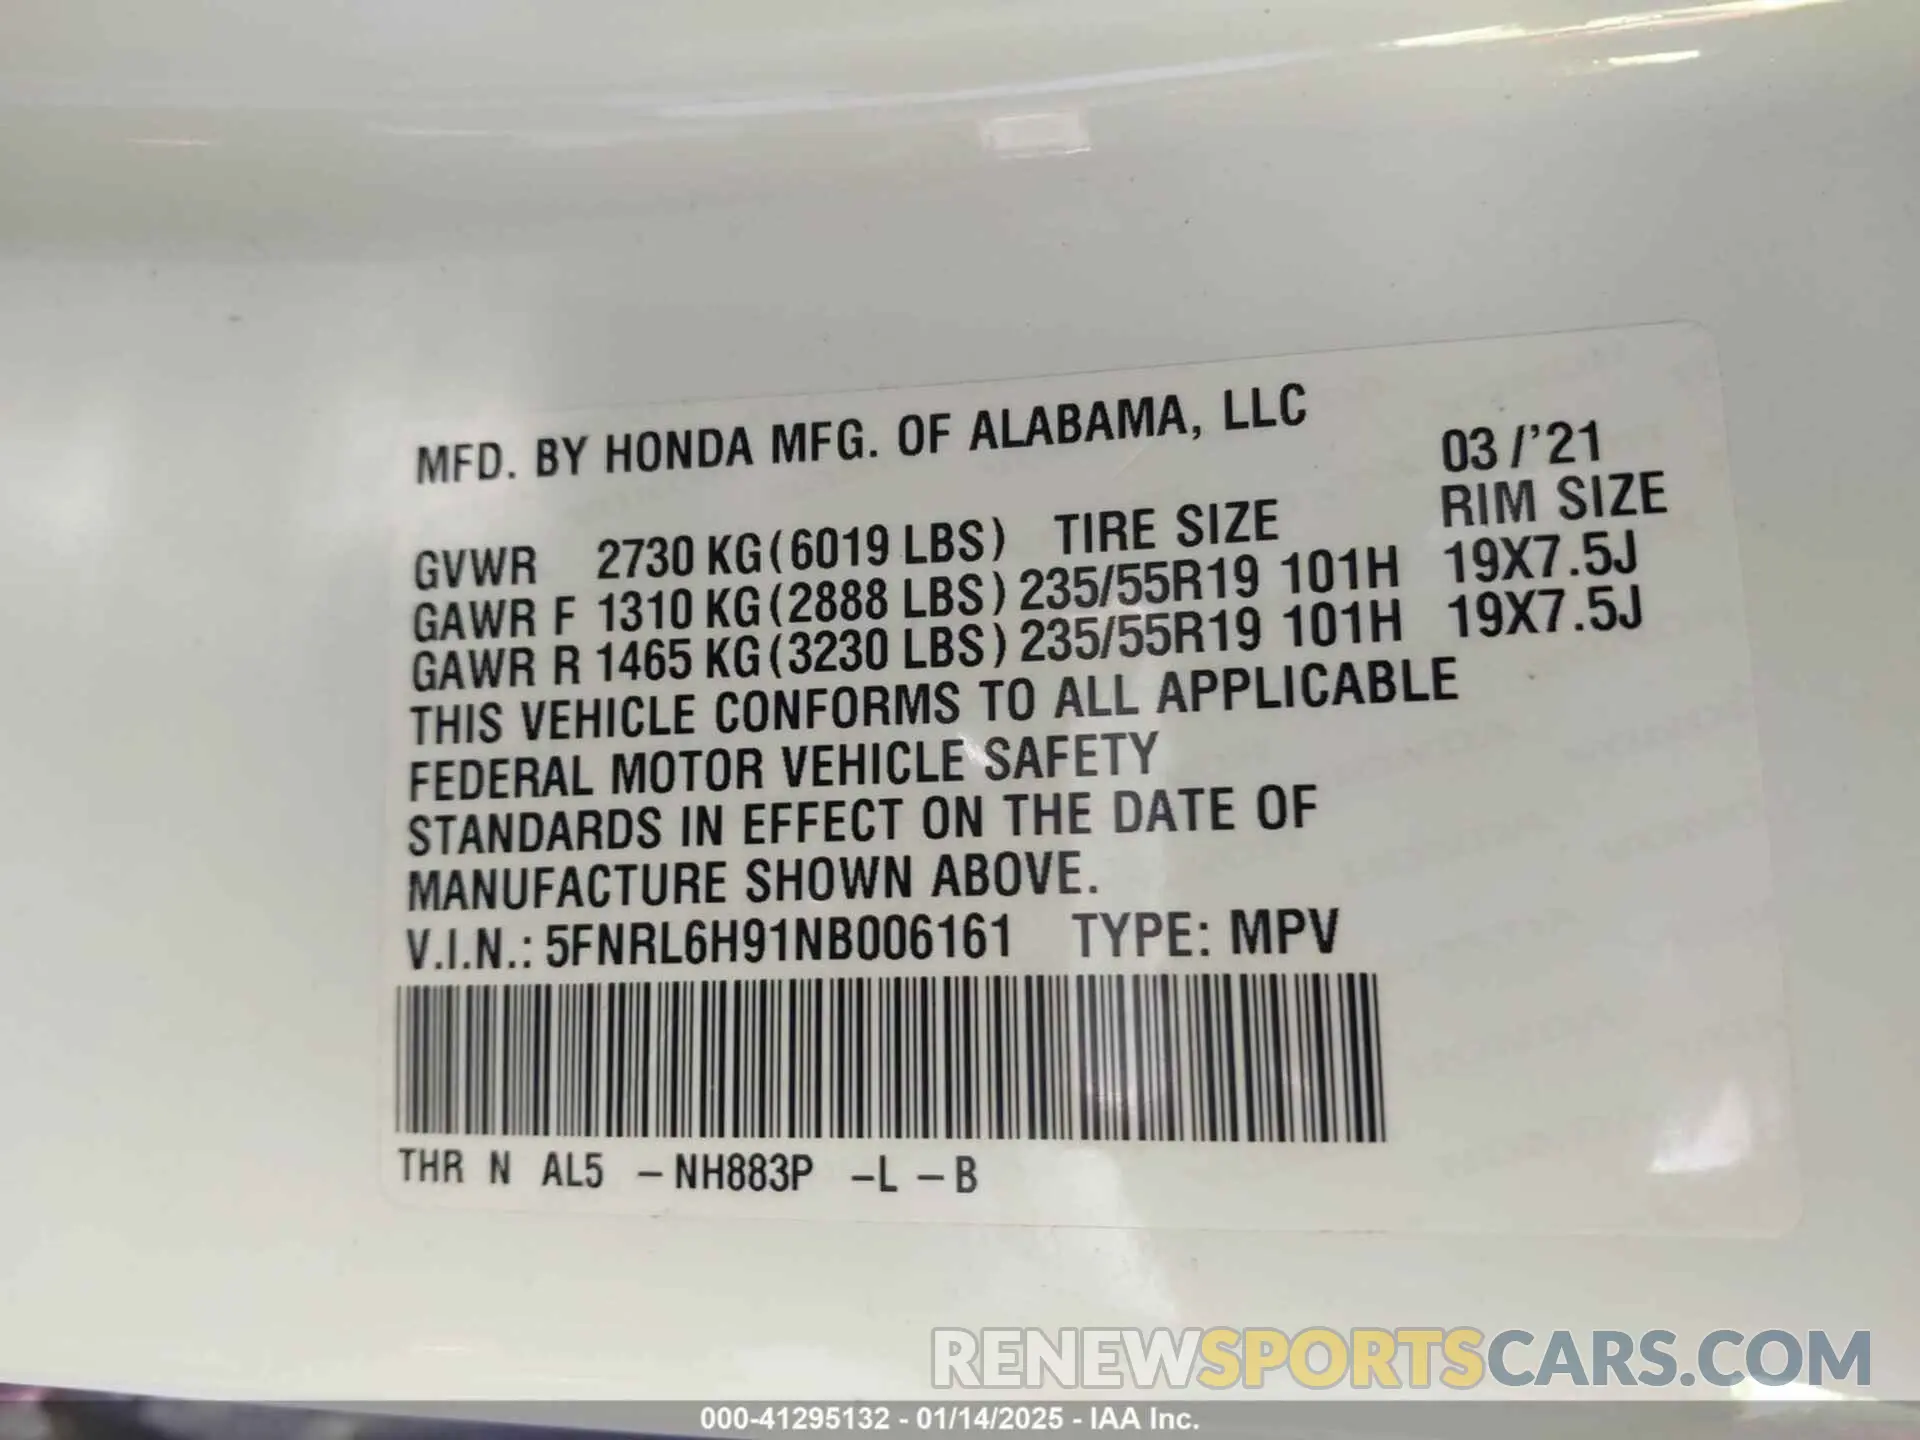 MFD. BY HONDA MFG. OF ALABAMA, LLC
03 /'21
GVWR 2730 KG (6019 LBS) TIRE SIZE RIM SIZE
GAWR F 1310 KG (2888 LBS) 235/55R19 101H 19X7.5J
GAWR R 1465 KG (3230 LBS) 235/55R19 101H 19X7.5J
THIS VEHICLE CONFORMS TO ALL APPLICABLE
FEDERAL MOTOR VEHICLE SAFETY
STANDARDS IN EFFECT ON THE DATE OF
MANUFACTURE SHOWN ABOVE.
V.I.N.: 5FNRL6H91NB006161 TYPE: MPV
THR N AL5 -NH883P -L -B
RENEWSPORTSCARS.COM
000-41295132 - 01/14/2025 - IAA Inc.